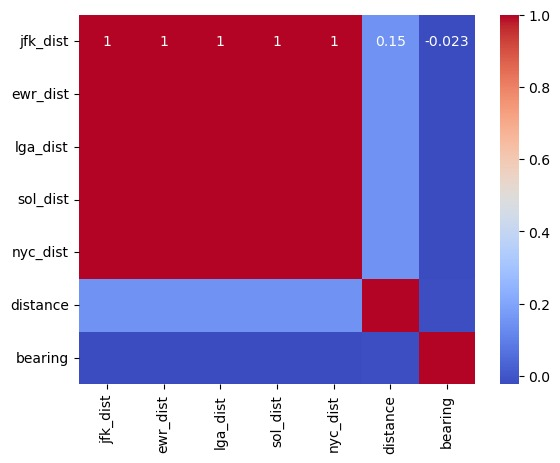 jfk_dist 1 1 1 1 1 0.15 -0.023
ewr_dist
lga_dist
sol_dist
nyc_dist
distance
bearing
jfk_dist ewr_dist lga_dist sol_dist nyc_dist distance bearing
1.0
0.8
0.6
0.4
0.2
0.0